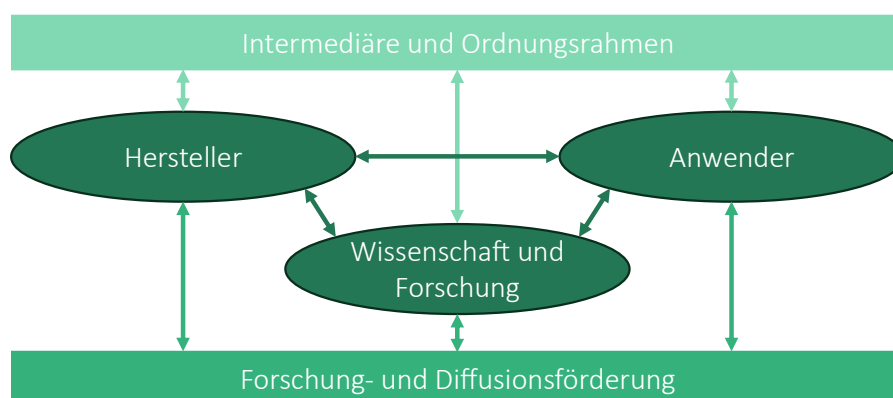 Intermediäre und Ordnungsrahmen
Hersteller
Anwender
Wissenschaft und
Forschung
Forschung- und Diffusionsförderung